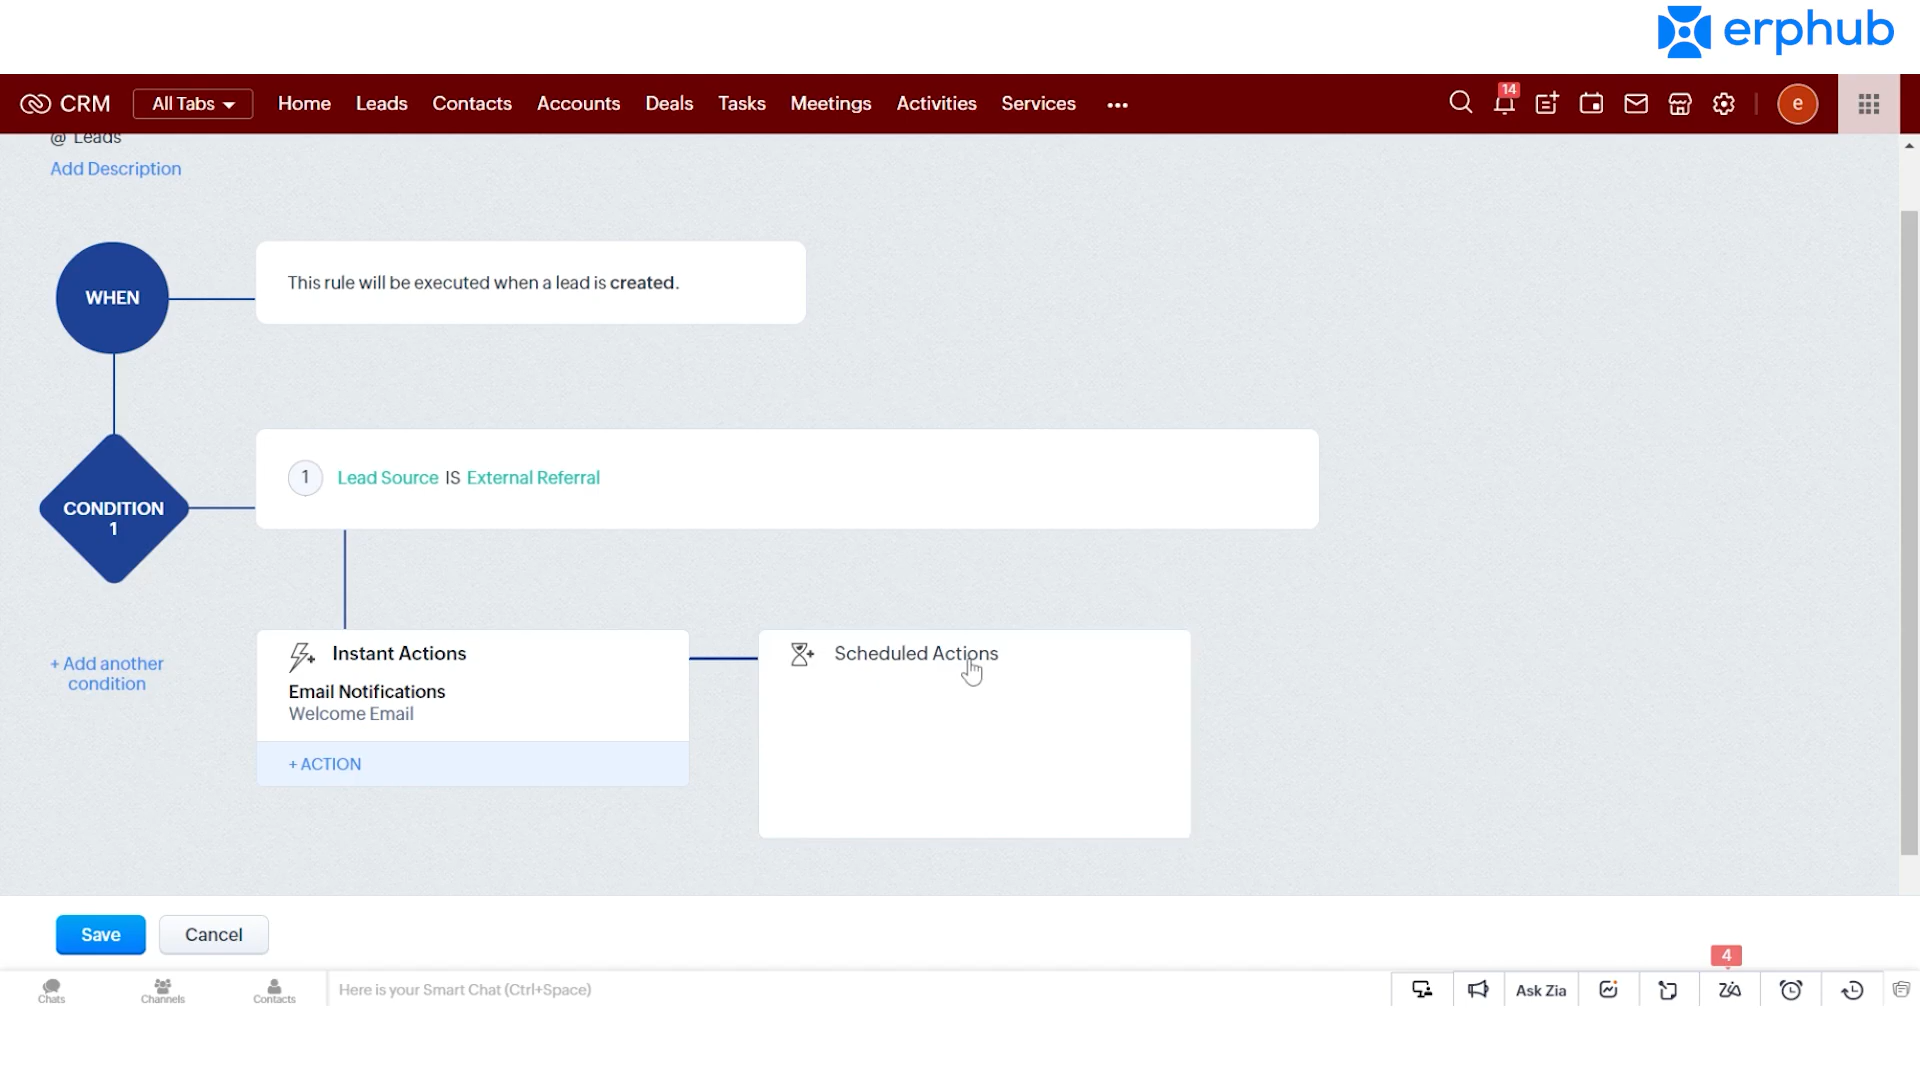 erphub
CRM All Tabs Home Leads Contacts Accounts Deals Tasks Meetings Activities Services ••• 14 e
@ Leads
Add Description
WHEN
This rule will be executed when a lead is created.
CONDITION
1
1 Lead Source IS External Referral
+ Add another
condition
Instant Actions
Email Notifications
Welcome Email
+ ACTION
Scheduled Actions
Save Cancel
4
Chats Channels Contacts Here is your Smart Chat (Ctrl+Space) Ask Zia